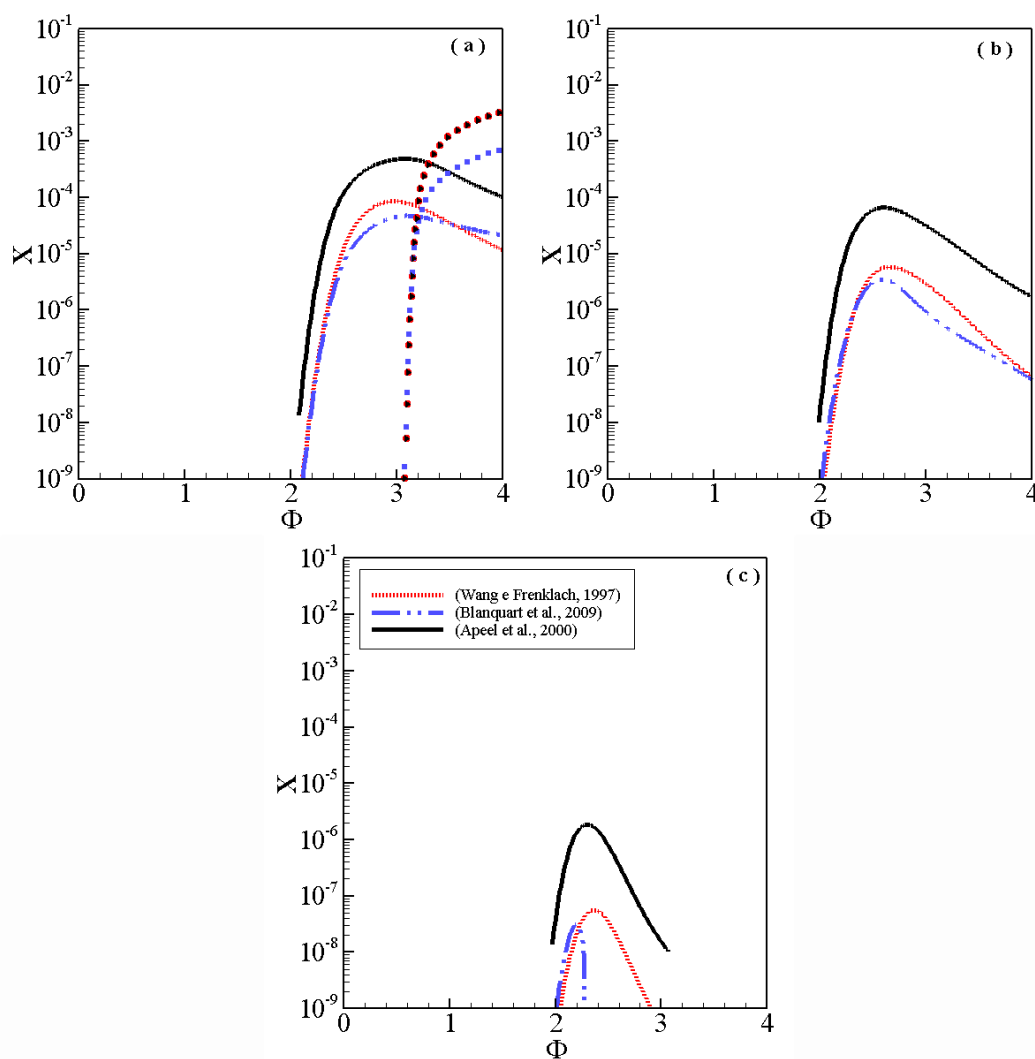 ( a )
10^-1
10^-2
10^-3
10^-4
10^-5
10^-6
10^-7
10^-8
10^-9
X
0 1 2 3 4
Φ
( b )
10^-1
10^-2
10^-3
10^-4
10^-5
10^-6
10^-7
10^-8
10^-9
X
0 1 2 3 4
Φ
( c )
10^-1
10^-2
10^-3
10^-4
10^-5
10^-6
10^-7
10^-8
10^-9
X
(Wang e Frenklach, 1997)
(Blanquart et al., 2009)
(Apeel et al., 2000)
0 1 2 3 4
Φ